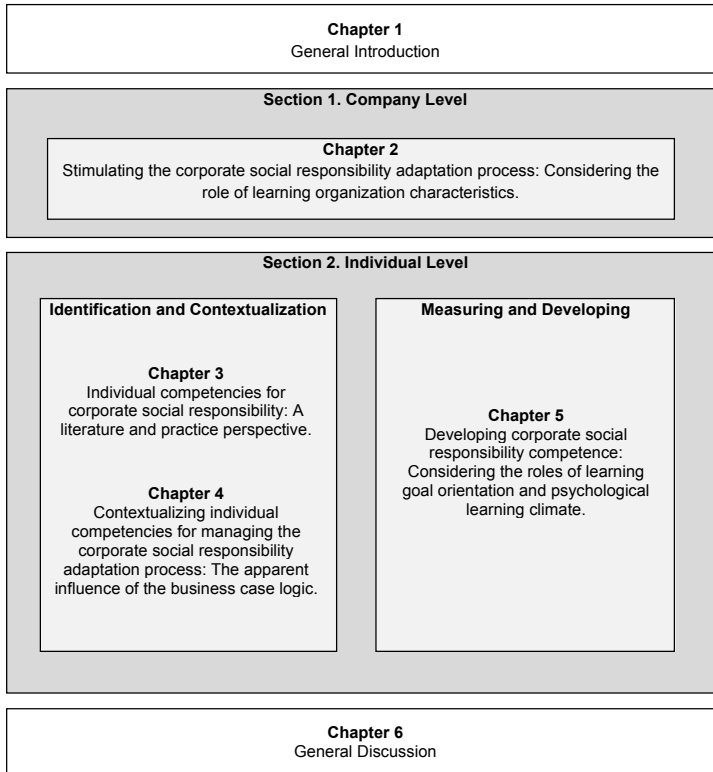 Chapter 1
General Introduction
Section 1. Company Level
Chapter 2
Stimulating the corporate social responsibility adaptation process: Considering the
role of learning organization characteristics.
Section 2. Individual Level
Identification and Contextualization
Chapter 3
Individual competencies for
corporate social responsibility: A
literature and practice perspective.
Chapter 4
Contextualizing individual
competencies for managing the
corporate social responsibility
adaptation process: The apparent
influence of the business case logic.
Measuring and Developing
Chapter 5
Developing corporate social
responsibility competence:
Considering the roles of learning
goal orientation and psychological
learning climate.
Chapter 6
General Discussion